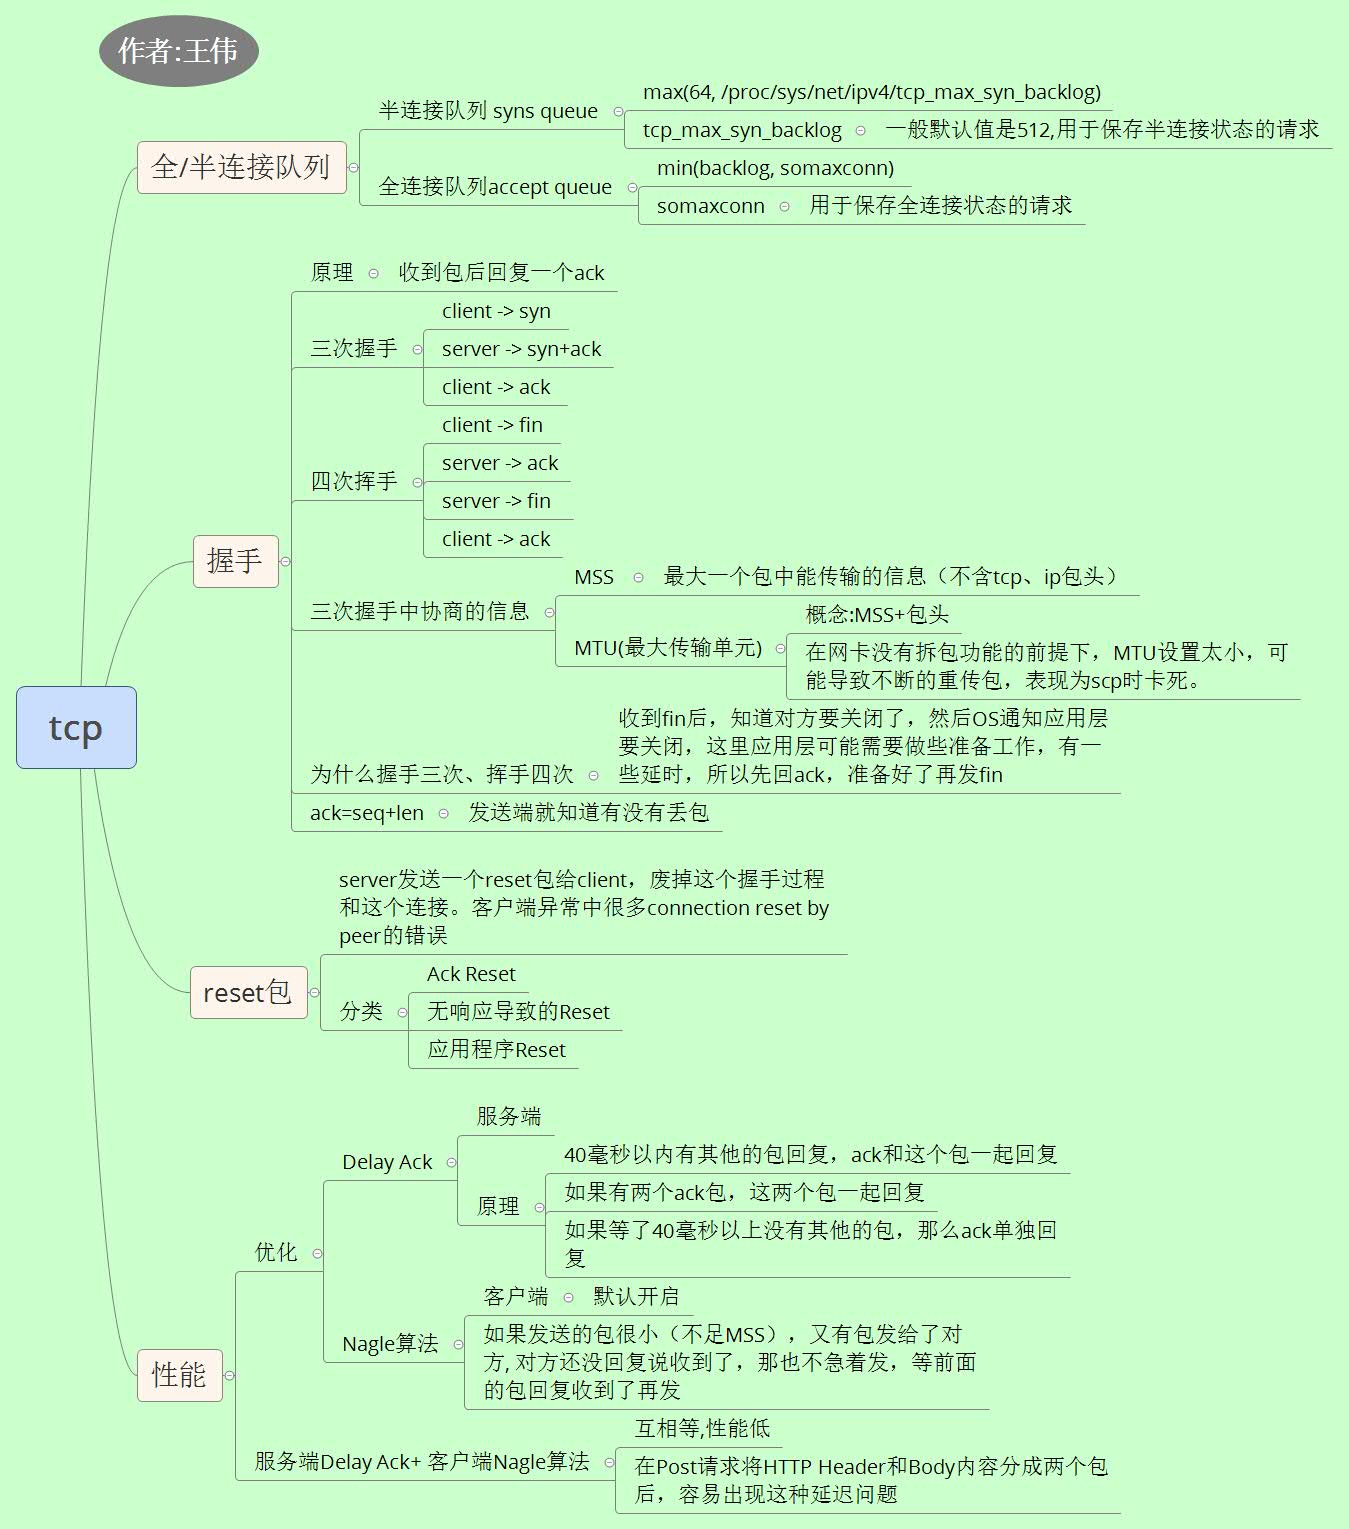 作者:王伟
全/半连接队列
半连接队列 syns queue
max(64, /proc/sys/net/ipv4/tcp_max_syn_backlog)
tcp_max_syn_backlog
一般默认值是512,用于保存半连接状态的请求
全连接队列accept queue
min(backlog, somaxconn)
somaxconn
用于保存全连接状态的请求
tcp
握手
原理
收到包后回复一个ack
三次握手
client -> syn
server -> syn+ack
client -> ack
四次挥手
client -> fin
server -> ack
server -> fin
client -> ack
三次握手中协商的信息
MSS
最大一个包中能传输的信息（不含tcp、ip包头）
MTU(最大传输单元)
概念:MSS+包头
在网卡没有拆包功能的前提下，MTU设置太小，可
能导致不断的重传包，表现为scp时卡死。
为什么握手三次、挥手四次
收到fin后，知道对方要关闭了，然后OS通知应用层
要关闭，这里应用层可能需要做些准备工作，有一
些延时，所以先回ack，准备好了再发fin
ack=seq+len
发送端就知道有没有丢包
reset包
server发送一个reset包给client，废掉这个握手过程
和这个连接。客户端异常中很多connection reset by
peer的错误
分类
Ack Reset
无响应导致的Reset
应用程序Reset
性能
优化
Delay Ack
服务端
原理
40毫秒以内有其他的包回复，ack和这个包一起回复
如果有两个ack包，这两个包一起回复
如果等了40毫秒以上没有其他的包，那么ack单独回
复
Nagle算法
客户端
默认开启
如果发送的包很小（不足MSS），又有包发给了对
方, 对方还没回复说收到了，那也不急着发，等前面
的包回复收到了再发
服务端Delay Ack+ 客户端Nagle算法
互相等,性能低
在Post请求将HTTP Header和Body内容分成两个包
后，容易出现这种延迟问题